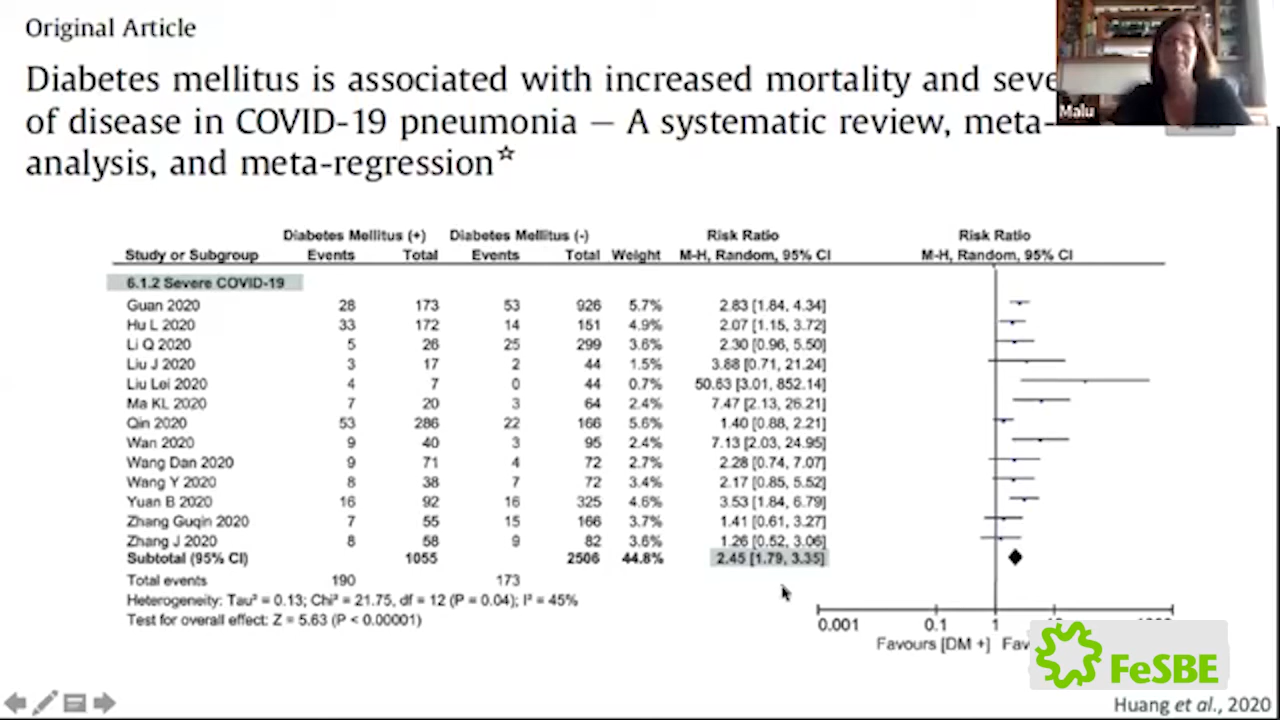 Original Article
Diabetes mellitus is associated with increased mortality and seve
of disease in COVID-19 pneumonia — A systematic review, meta-
analysis, and meta-regression☆
Malu
Diabetes Mellitus (+) Diabetes Mellitus (-) Risk Ratio Risk Ratio
Study or Subgroup Events Total Events Total Weight M-H, Random, 95% CI M-H, Random, 95% CI
6.1.2 Severe COVID-19
Guan 2020 28 173 53 926 5.7% 2.83 [1.84, 4.34]
Hu L 2020 33 172 14 151 4.9% 2.07 [1.15, 3.72]
Li Q 2020 5 26 25 299 3.6% 2.30 [0.96, 5.50]
Liu J 2020 3 17 2 44 1.5% 3.88 [0.71, 21.24]
Liu Lei 2020 4 7 0 44 0.7% 50.63 [3.01, 852.14]
Ma KL 2020 7 20 3 64 2.4% 7.47 [2.13, 26.21]
Qin 2020 53 286 22 166 5.6% 1.40 [0.88, 2.21]
Wan 2020 9 40 3 95 2.4% 7.13 [2.03, 24.95]
Wang Dan 2020 9 71 4 72 2.7% 2.28 [0.74, 7.07]
Wang Y 2020 8 38 7 72 3.4% 2.17 [0.85, 5.52]
Yuan B 2020 16 92 16 325 4.6% 3.53 [1.84, 6.79]
Zhang Guqin 2020 7 55 15 166 3.7% 1.41 [0.61, 3.27]
Zhang J 2020 8 58 9 82 3.6% 1.26 [0.52, 3.06]
Subtotal (95% CI) 1055 2506 44.8% 2.45 [1.79, 3.35]
Total events 190 173
Heterogeneity: Tau² = 0.13; Chi² = 21.75, df = 12 (P = 0.04); I² = 45%
Test for overall effect: Z = 5.63 (P < 0.00001)
0.001 0.1 1
Favours [DM +] Fav
FeSBE
Huang et al., 2020